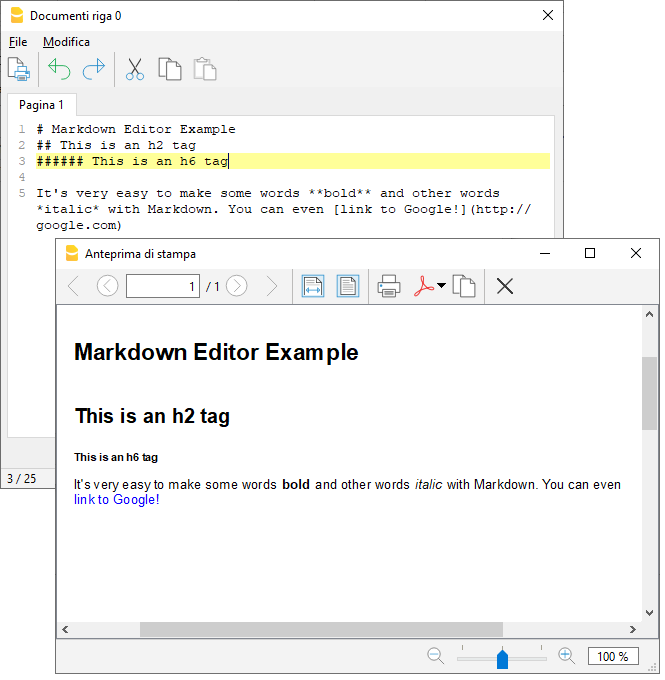 Documenti riga 0
File Modifica
Pagina 1
1 # Markdown Editor Example
2 ## This is an h2 tag
3 ###### This is an h6 tag
4
5 It's very easy to make some words **bold** and other words
*italic* with Markdown. You can even [link to Google!](http://
google.com)
3 / 25
Anteprima di stampa
1 / 1
Markdown Editor Example
This is an h2 tag
This is an h6 tag
It's very easy to make some words bold and other words italic with Markdown. You can even
link to Google!
100 %